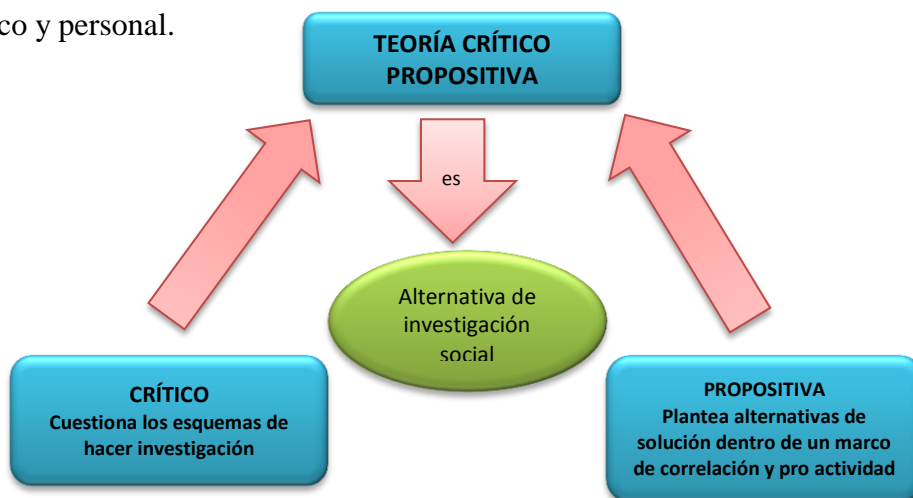 co y personal.
TEORÍA CRÍTICO
PROPOSITIVA
es
Alternativa de
investigación
social
CRÍTICO
Cuestiona los esquemas de
hacer investigación
PROPOSITIVA
Plantea alternativas de
solución dentro de un marco
de correlación y pro actividad